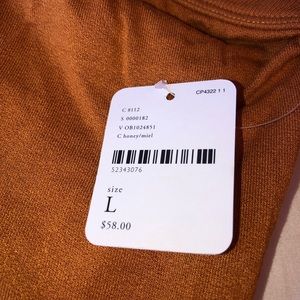 CP4322 1 1
C 8112
S 0000182
V OB1024851
C honey/miel
52343076
size
L
$58.00